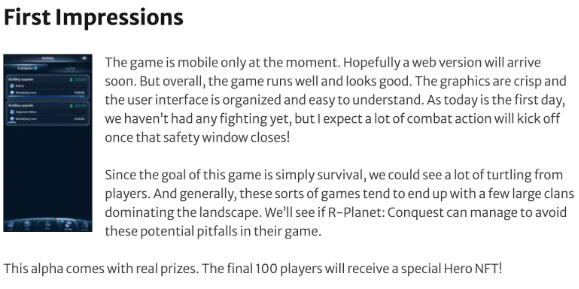 First Impressions
Building upgrade
Building upgrade
The game is mobile only at the moment. Hopefully a web version will arrive
soon. But overall, the game runs well and looks good. The graphics are crisp and
the user interface is organized and easy to understand. As today is the first day,
we haven't had any fighting yet, but I expect a lot of combat action will kick off
once that safety window closes!
Since the goal of this game is simply survival, we could see a lot of turtling from
players. And generally, these sorts of games tend to end up with a few large clans
dominating the landscape. We'll see if R-Planet: Conquest can manage to avoid
these potential pitfalls in their game.
This alpha comes with real prizes. The final 100 players will receive a special Hero NFT!